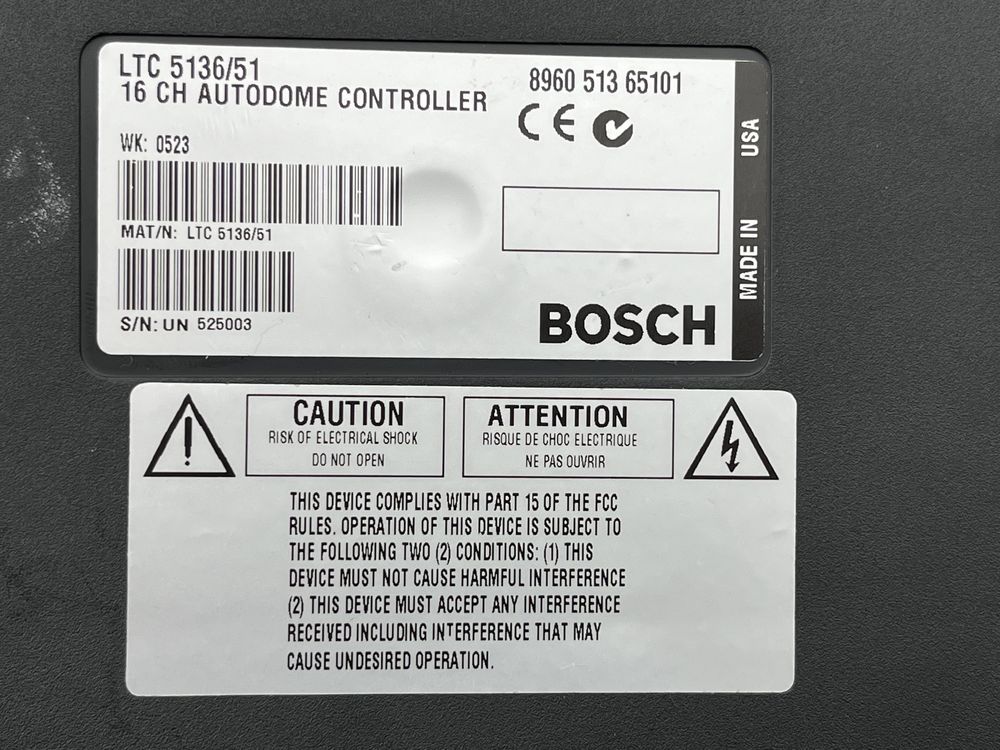 LTC 5136/51
16 CH AUTODOME CONTROLLER
8960 513 65101
CE
WK: 0523
MAT/N: LTC 5136/51
S/N: UN 525003
BOSCH
MADE IN USA
CAUTION
RISK OF ELECTRICAL SHOCK
DO NOT OPEN
ATTENTION
RISQUE DE CHOC ELECTRIQUE
NE PAS OUVRIR
THIS DEVICE COMPLIES WITH PART 15 OF THE FCC
RULES. OPERATION OF THIS DEVICE IS SUBJECT TO
THE FOLLOWING TWO (2) CONDITIONS: (1) THIS
DEVICE MUST NOT CAUSE HARMFUL INTERFERENCE
(2) THIS DEVICE MUST ACCEPT ANY INTERFERENCE
RECEIVED INCLUDING INTERFERENCE THAT MAY
CAUSE UNDESIRED OPERATION.